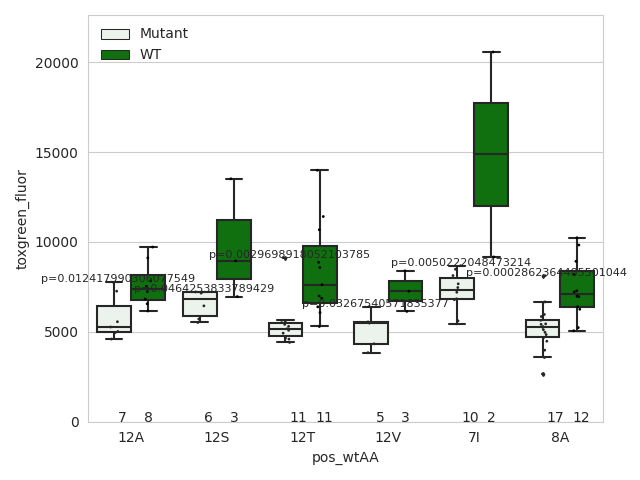 Mutant
WT
20000
15000
10000
5000
0
toxgreen_fluor
p=0.0029698918052103785
p=0.0050222048473214
7 8 6 3 11 11 5 3 10 2 17 12
12A 12S 12T 12V 7I 8A
pos_wtAA